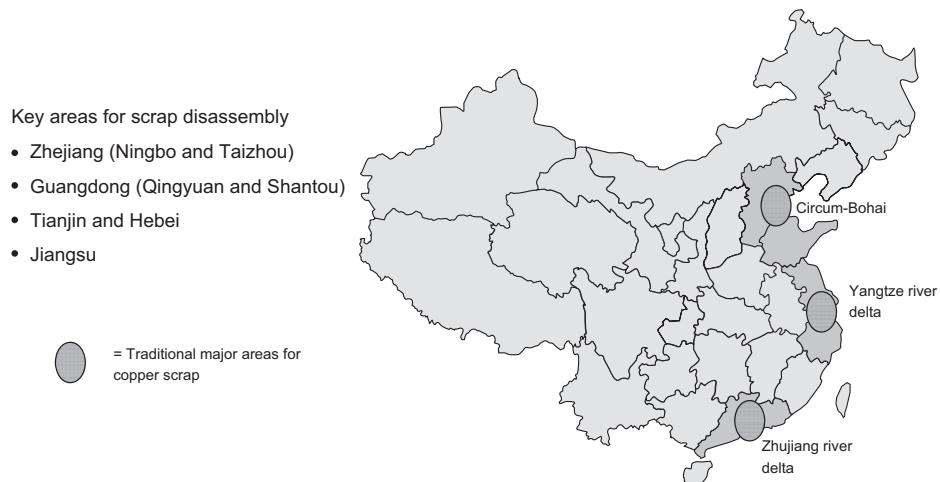 Key areas for scrap disassembly
• Zhejiang (Ningbo and Taizhou)
• Guangdong (Qingyuan and Shantou)
• Tianjin and Hebei
• Jiangsu
= Traditional major areas for
copper scrap
Circum-Bohai
Yangtze river
delta
Zhujiang river
delta